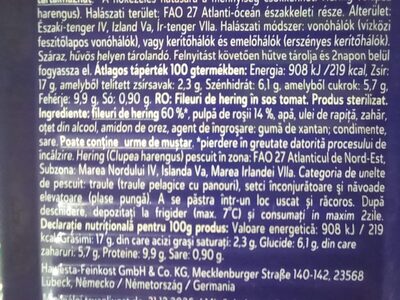 harengus). Halászati terület: FAO 27 Atlanti-óceán északkeleti része. Alterület:
Északi-tenger IV, Izland Va, Ír-tenger VIIa. Halászati módszer: vonóhálók (vízközi
feszítőlapos vonóhálók), vagy kerítőhálók és emelőhálók (erszényes kerítőhálók).
Száraz, hűvös helyen tárolandó. Felnyitást követően hűtve tárolja és 2napon belül
fogyassza el. Átlagos tápérték 100 g termékben: Energia: 908 kJ /219 kcal, Zsír:
17 g, amelyből telített zsírsavak: 2,3 g, Szénhidrát: 6,1 g, amelyből cukrok: 5,7 g,
Fehérje: 9,9 g, Só: 0,90 g. RO: Fileuri de hering in sos tomat. Produs sterilizat.
Ingrediente: fileuri de hering 60 %*, pulpă de roșii 14 %, apă, ulei de rapiță, zahăr,
oțet din alcool, amidon de orez, agent de îngroșare: gumă de xantan; condimente,
sare. Poate conține urme de muștar. *pierdere în greutate datorită procesului de
incălzire. Hering (Clupea harengus) pescuit în zona: FAO 27 Atlanticul de Nord-Est,
Subzona: Marea Nordului IV, Islanda Va, Marea Irlandei VIIa. Categoria de unelte
de pescuit: traule (traule pelagice cu panouri), setci înconjurătoare și năvoade
elevatoare (plase pungă). A se păstra într-un loc uscat și răcoros. După
deschidere, depozitați la frigider (max. 7°C) și consumați in maxim 2zile.
Declarație nutrițională pentru 100g produs: Valoare energetică: 908 kJ / 219
kcal Grăsimi: 17 g, din care acizi grași saturați: 2,3 g, Glucide: 6,1 g, din care
zaharuri: 5,7 g, Proteine: 9,9 g, Sare: 0,90 g.
Hawesta-Feinkost GmbH & Co. KG, Mecklenburger Straße 140-142, 23568
Lübeck, Németország / Germania